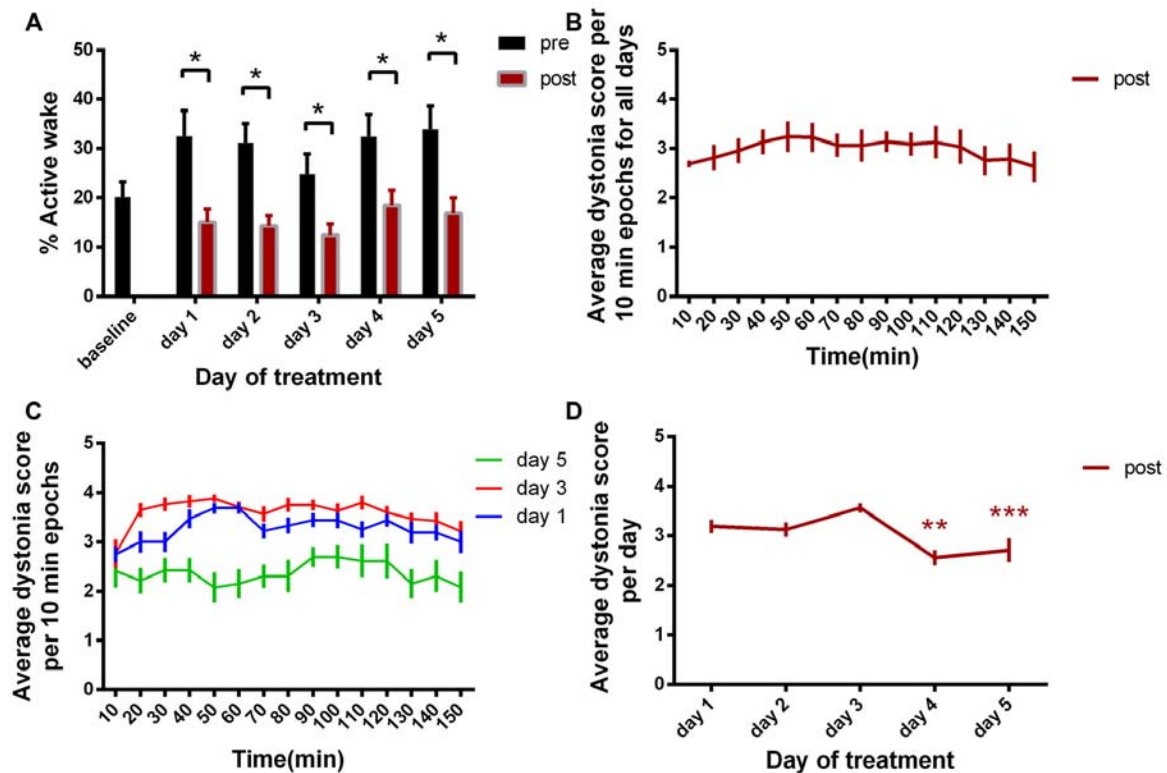 A
% Active wake
50
40
30
20
10
0
*
*
*
*
*
pre
post
baseline
day 1
day 2
day 3
day 4
day 5
Day of treatment
B
Average dystonia score per
10 min epochs for all days
5
4
3
2
1
0
post
10
20
30
40
50
60
70
80
90
100
110
120
130
140
150
Time(min)
C
Average dystonia score
per 10 min epochs
5
4
3
2
1
0
day 5
day 3
day 1
10
20
30
40
50
60
70
80
90
100
110
120
130
140
150
Time(min)
D
Average dystonia score
per day
5
4
3
2
1
0
**
***
post
day 1
day 2
day 3
day 4
day 5
Day of treatment